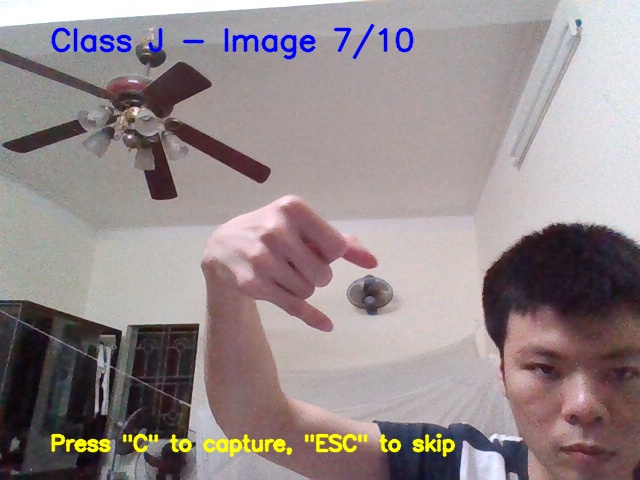 Class J - Image 7/10
Press "C" to capture, "ESC" to skip